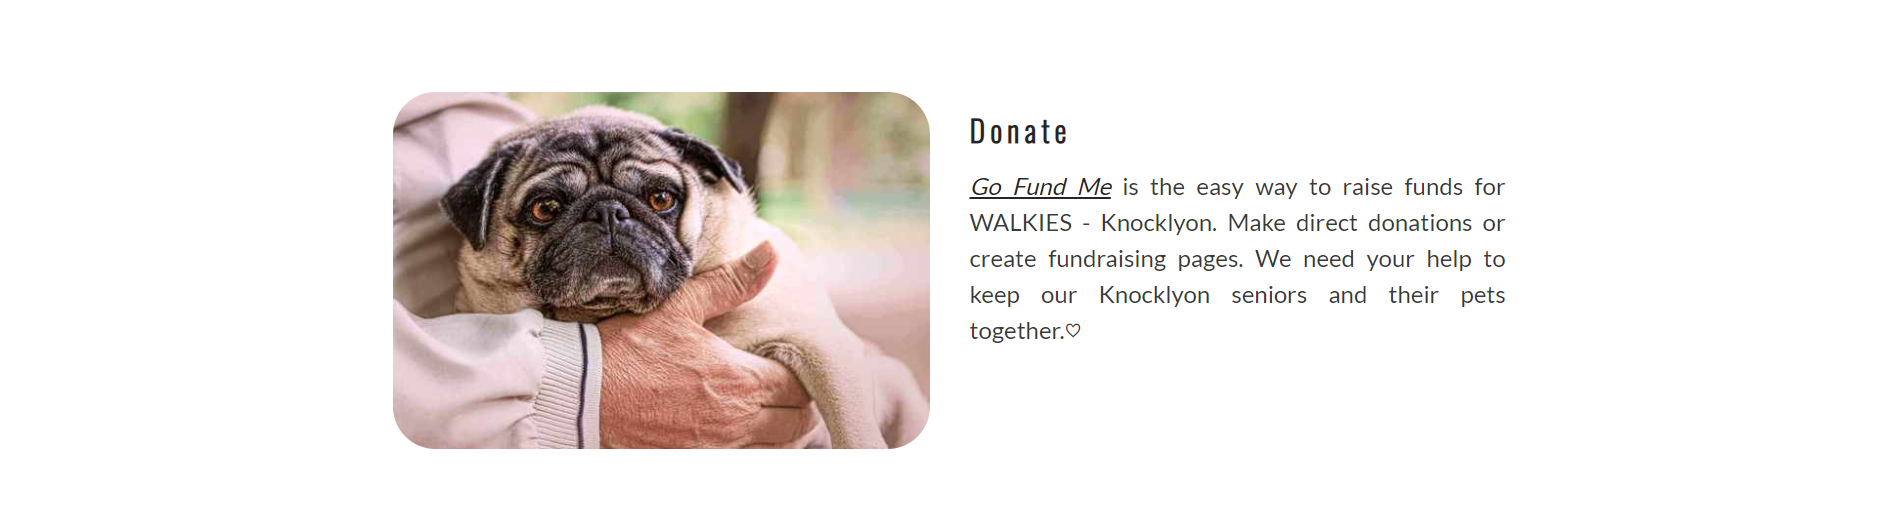 Donate
Go Fund Me is the easy way to raise funds for
WALKIES - Knocklyon. Make direct donations or
create fundraising pages. We need your help to
keep our Knocklyon seniors and their pets
together.♡